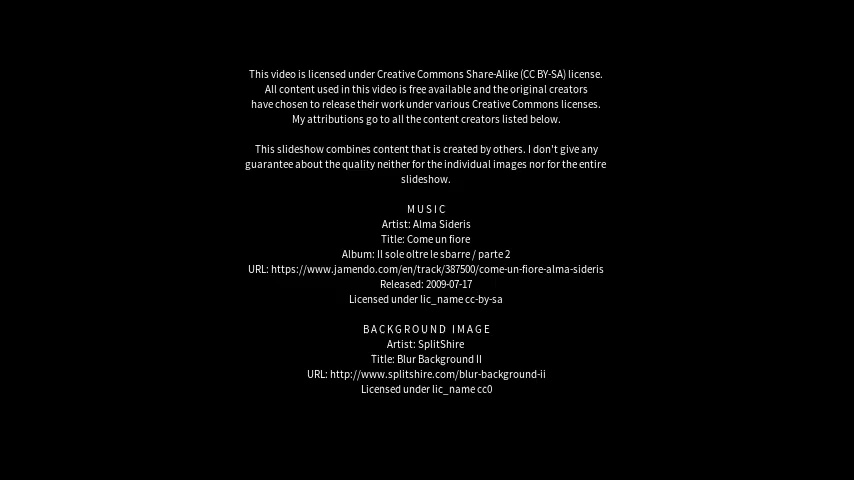 This video is licensed under Creative Commons Share-Alike (CC BY-SA) license.
All content used in this video is free available and the original creators
have chosen to release their work under various Creative Commons licenses.
My attributions go to all the content creators listed below.
This slideshow combines content that is created by others. I don't give any
guarantee about the quality neither for the individual images nor for the entire
slideshow.
MUSIC
Artist: Alma Sideris
Title: Come un fiore
Album: Il sole oltre le sbarre / parte 2
URL: https://www.jamendo.com/en/track/387500/come-un-fiore-alma-sideris
Released: 2009-07-17
Licensed under lic_name cc-by-sa
BACKGROUND IMAGE
Artist: SplitShire
Title: Blur Background II
URL: http://www.splitshire.com/blur-background-ii
Licensed under lic_name cc0